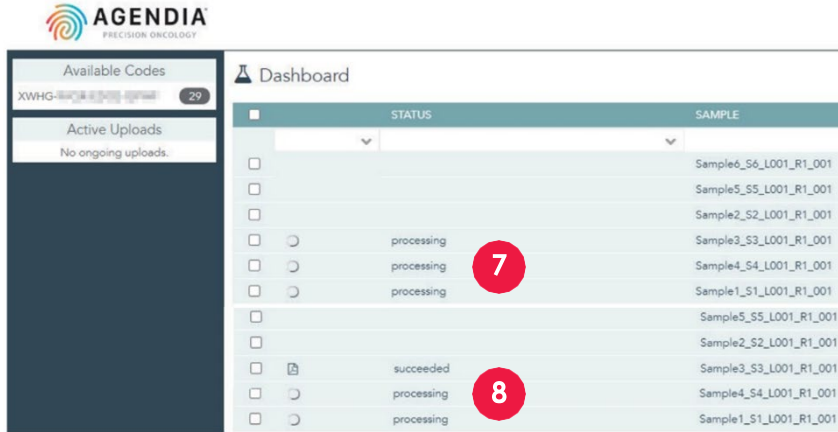 AGENDIA
PRECISION ONCOLOGY
Available Codes
XWHG-
29
Active Uploads
No ongoing uploads.
Dashboard
STATUS SAMPLE
Sample6_S6_L001_R1_001
Sample5_S5_L001_R1_001
Sample2_S2_L001_R1_001
processing Sample3_S3_L001_R1_001
processing 7 Sample4_S4_L001_R1_001
processing Sample1_S1_L001_R1_001
Sample5_S5_L001_R1_001
Sample2_S2_L001_R1_001
succeeded Sample3_S3_L001_R1_001
processing 8 Sample4_S4_L001_R1_001
processing Sample1_S1_L001_R1_001